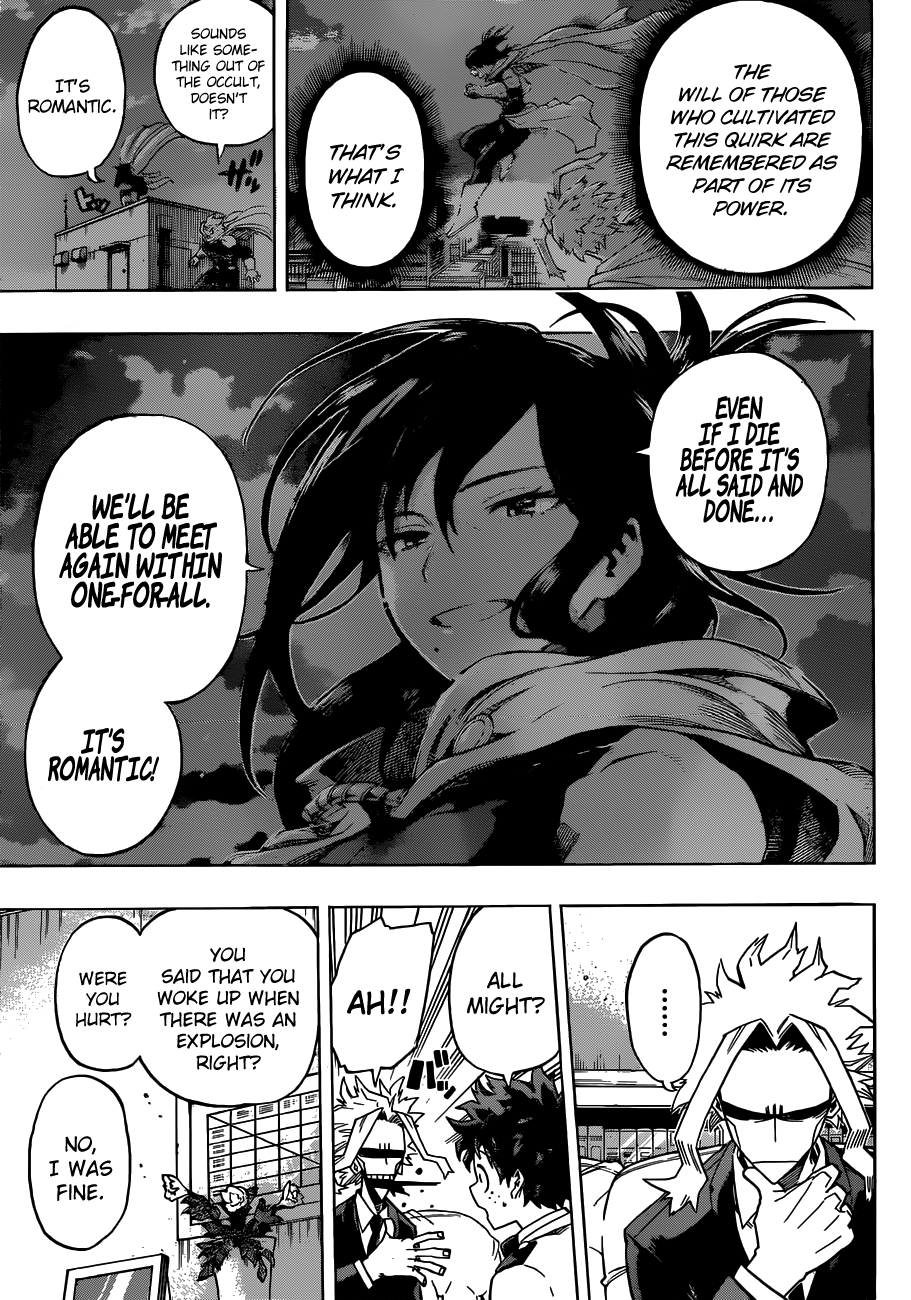 THE
WILL OF THOSE
WHO CULTIVATED
THIS QUIRK ARE
REMEMBERED AS
PART OF ITS
POWER.
THAT'S
WHAT I
THINK.
SOUNDS
LIKE SOME-
THING OUT OF
THE OCCULT,
DOESN'T
IT?
IT'S
ROMANTIC.
EVEN
IF I DIE
BEFORE IT'S
ALL SAID AND
DONE...
WE'LL BE
ABLE TO MEET
AGAIN WITHIN
ONE-FOR-ALL.
IT'S
ROMANTIC!
......
ALL
MIGHT?
AH!!
YOU
SAID THAT YOU
WOKE UP WHEN
THERE WAS AN
EXPLOSION,
RIGHT?
WERE
YOU
HURT?
NO,
I WAS
FINE.